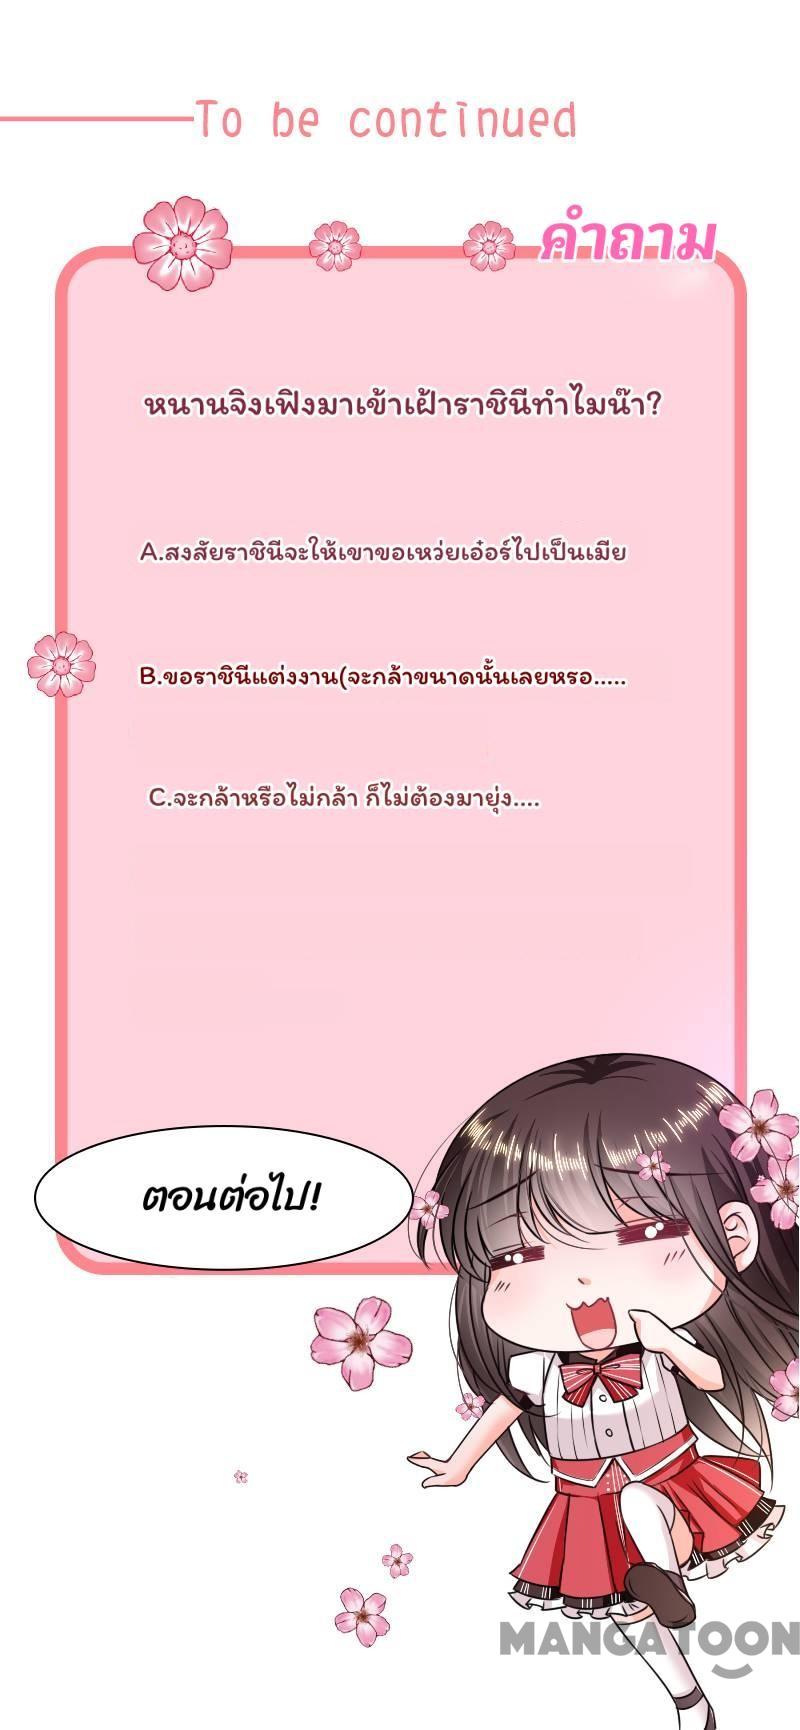 To be continued
คำถาม
หนานจิงเฟิงมาเข้าเฝ้าราชินีทำไมน๊า?
A.สงสัยราชินีจะให้เขาขอเหว่ยเอ๋อร์ไปเป็นเมีย
B.ขอราชินีแต่งงาน(จะกล้าขนาดนั้นเลยหรอ.....
C.จะกล้าหรือไม่กล้า ก็ไม่ต้องมายุ่ง....
ตอนต่อไป!
MANGATOON